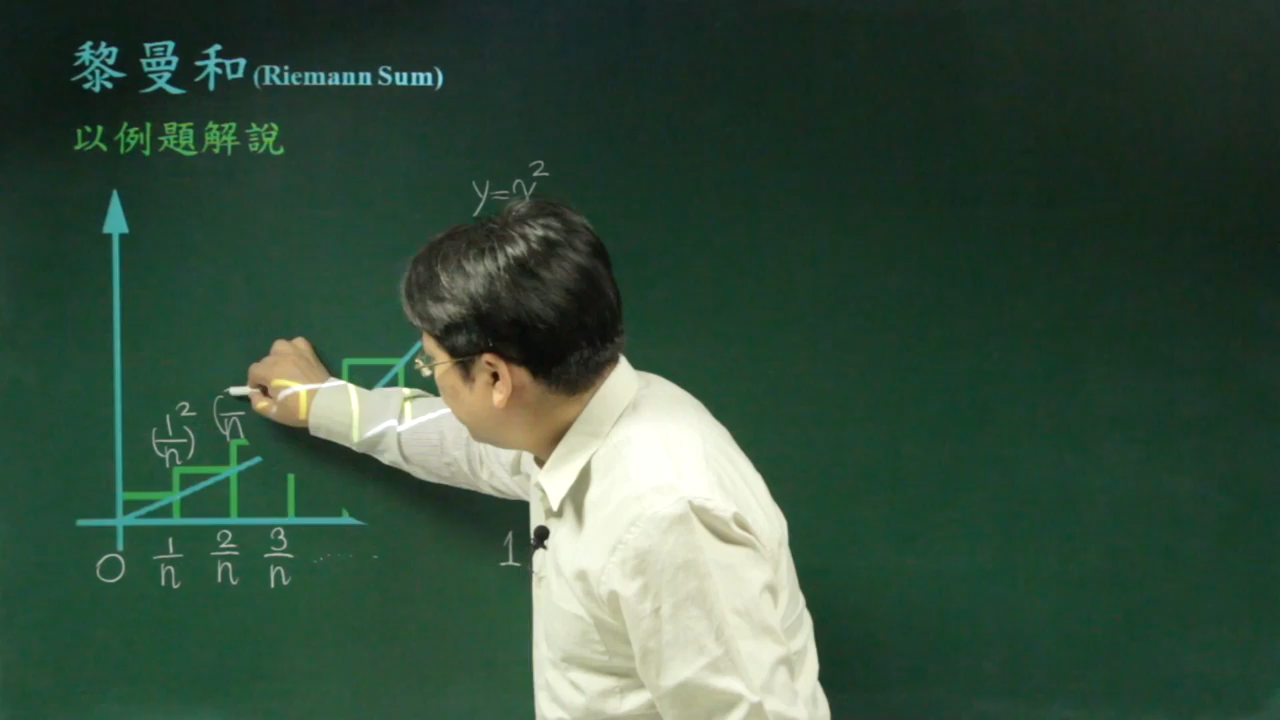 黎曼和(Riemann Sum)
以例題解說
y=x²
(1/n)² (/n
0 1/n 2/n 3/n ...... 1